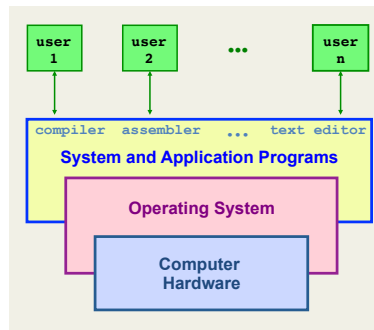 user user ... user
1 2 n
compiler assembler ... text editor
System and Application Programs
Operating System
Computer
Hardware